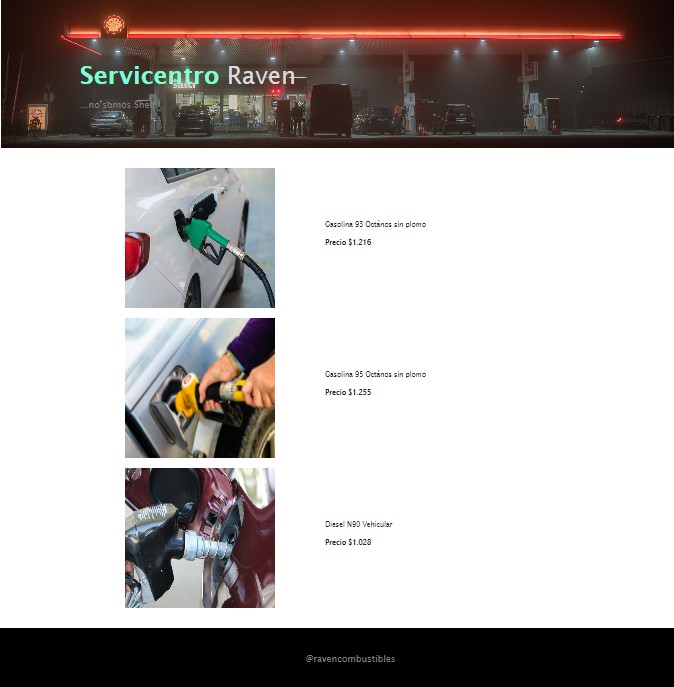 Servicentro Raven
SELECT
...no somos Shell
Gasolina 93 Octános sin plomo
Precio $1.216
Gasolina 95 Octános sin plomo
Precio $1.255
Diesel N90 Vehicular
Precio $1.028
@ravencombustibles